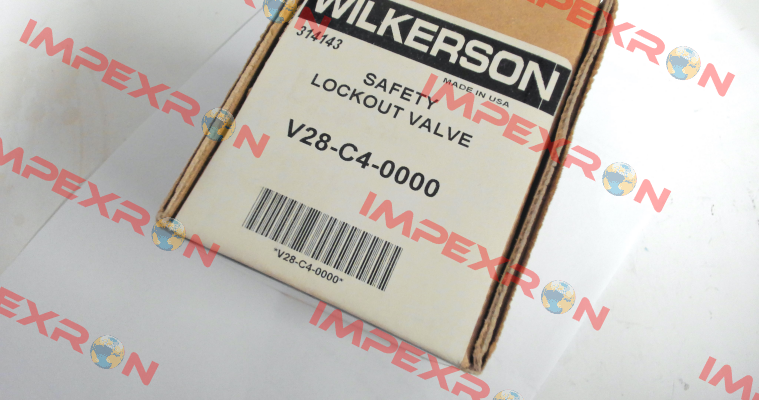 WILKERSON
314143
MADE IN USA
SAFETY
LOCKOUT VALVE
V28-C4-0000
*V28-C4-0000*
IMPEXRON
IMPEXRON
IMPEXRON
IMPEXRON
IMPEXRON
IMPEXRON